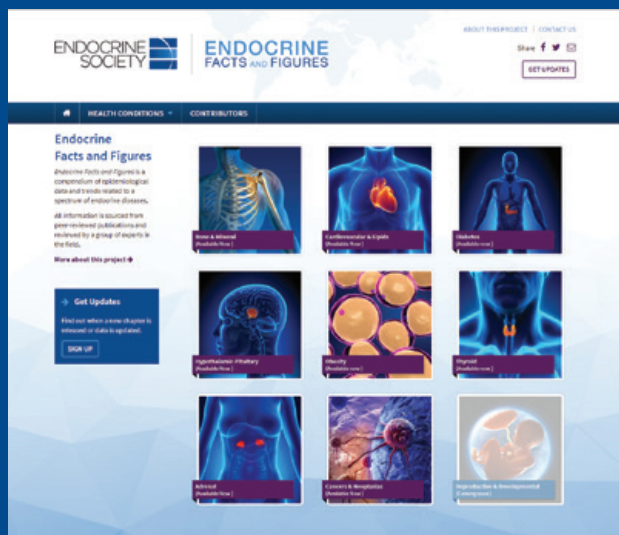 ABOUT THIS PROJECT | CONTACT US
ENDOCRINE
SOCIETY
ENDOCRINE
FACTS AND FIGURES
Share
GET UPDATES
HEALTH CONDITIONS
CONTRIBUTORS
Endocrine
Facts and Figures
Endocrine Facts and Figures is a
compendium of epidemiological
data and trends related to a
spectrum of endocrine diseases.
All information is sourced from
peer-reviewed publications and
reviewed by a group of experts in
the field.
More about this project
Get Updates
Find out when a new chapter is
released or data is updated.
SIGN UP
Bone & Mineral
(Available Now)
Cardiovascular & Lipids
(Available Now)
Diabetes
(Available Now)
Hypothalamic-Pituitary
(Available Now)
Obesity
(Available now)
Thyroid
(Available now)
Adrenal
(Available Now)
Cancers & Neoplasias
(Available Now)
Reproduction & Developmental
(Coming soon)